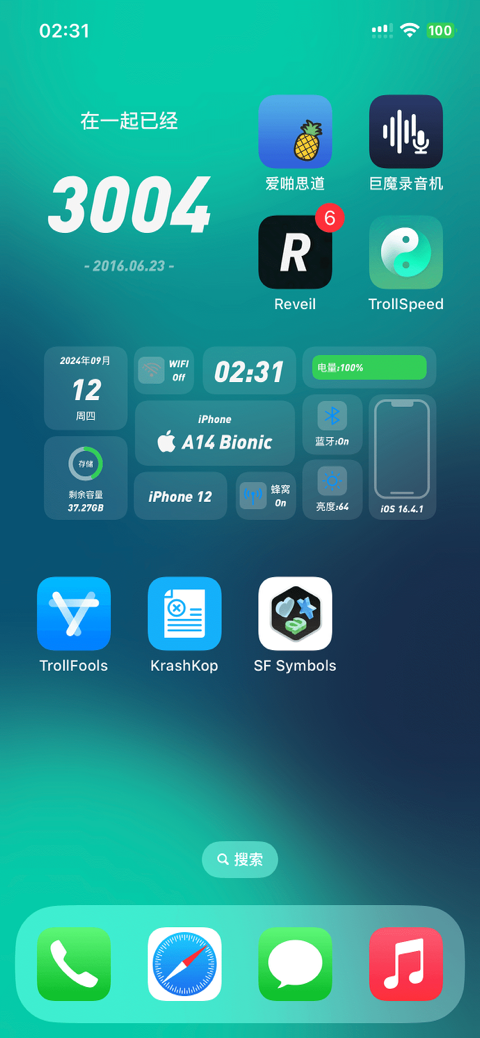 02:31
100
在一起已经
3004
- 2016.06.23 -
爱啪思道
巨魔录音机
R
6
Reveil
TrollSpeed
2024年09月
12
周四
WIFI
Off
02:31
电量:100%
iPhone
A14 Bionic
蓝牙:On
存储
剩余容量
37.27GB
iPhone 12
蜂窝
On
亮度:64
iOS 16.4.1
TrollFools
KrashKop
SF Symbols
搜索